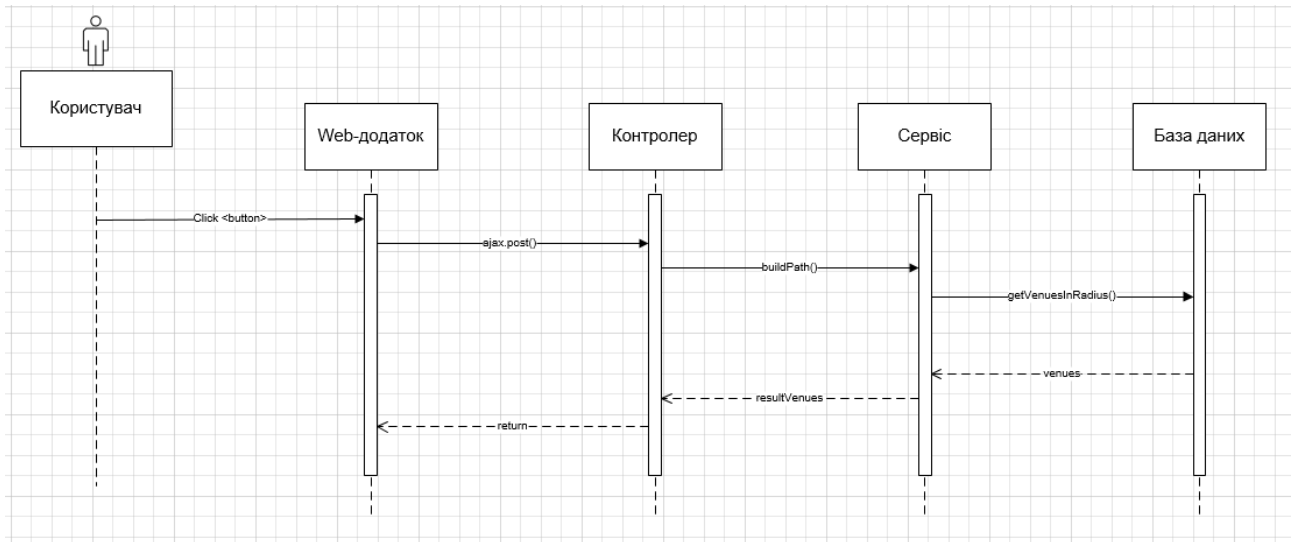 Користувач
Web-додаток
Контролер
Сервіс
База даних
Click <button>
ajax.post()
buildPath()
getVenuesInRadius()
venues
resultVenues
return